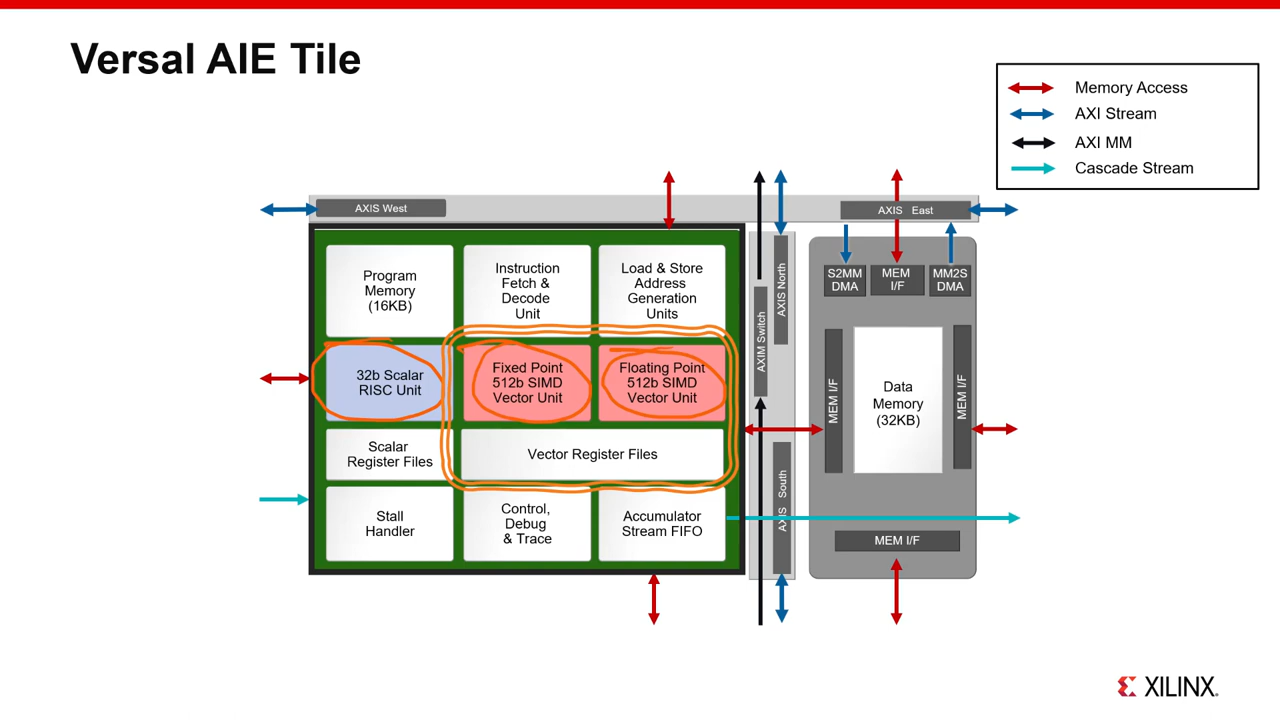 Versal AIE Tile
Memory Access
AXI Stream
AXI MM
Cascade Stream
AXIS West
AXIS East
Program
Memory
(16KB)
Instruction
Fetch &
Decode
Unit
Load & Store
Address
Generation
Units
AXIS North
S2MM
DMA
MEM
I/F
MM2S
DMA
32b Scalar
RISC Unit
Fixed Point
512b SIMD
Vector Unit
Floating Point
512b SIMD
Vector Unit
AXIM Switch
MEM I/F
Data
Memory
(32KB)
MEM I/F
Scalar
Register Files
Vector Register Files
Stall
Handler
Control,
Debug
& Trace
Accumulator
Stream FIFO
AXIS South
MEM I/F
XILINX.